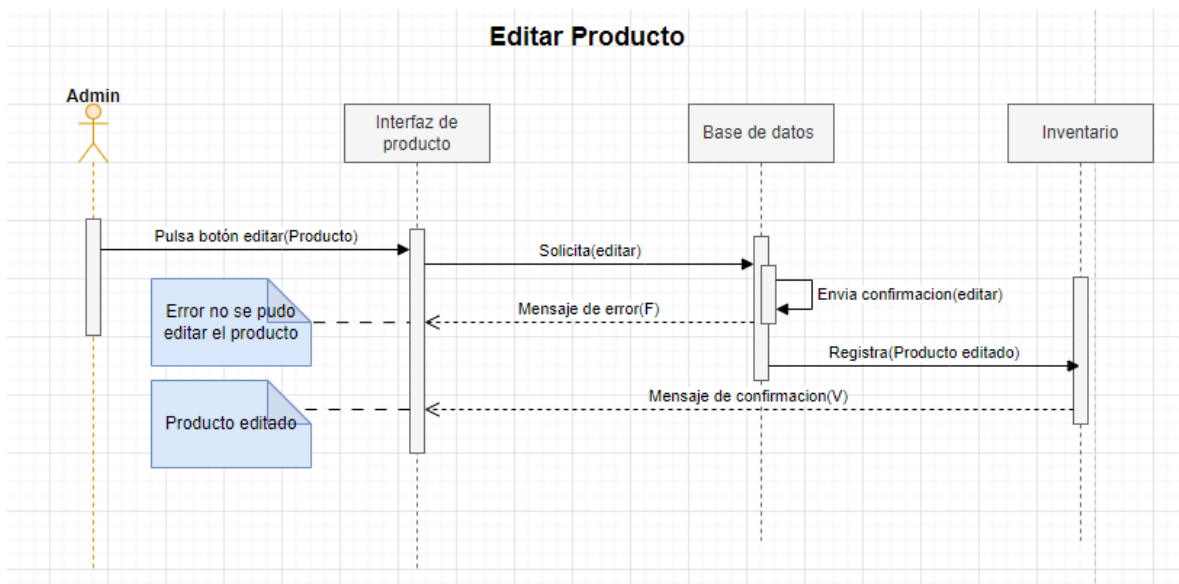 Editar Producto
Admin
Interfaz de
producto
Base de datos
Inventario
Pulsa botón editar(Producto)
Solicita(editar)
Envia confirmacion(editar)
Error no se pudo
editar el producto
Mensaje de error(F)
Registra(Producto editado)
Mensaje de confirmacion(V)
Producto editado